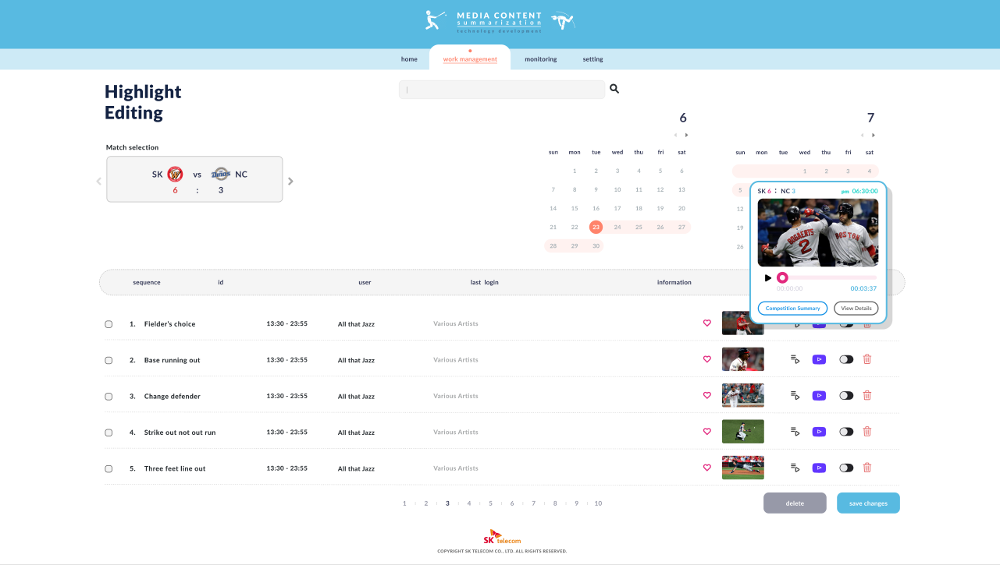 MEDIA CONTENT
summarization
technology development
home
work management
monitoring
setting
Highlight
Editing
Match selection
SK vs NC
6 : 3
6
sun mon tue wed thu fri sat
1 2 3 4 5 6
7 8 9 10 11 12 13
14 15 16 17 18 19 20
21 22 23 24 25 26 27
28 29 30
7
sun mon tue wed thu fri sat
1 2 3 4
5
12
19
26
SK 6 : NC 3 pm 06:30:00
BOGAERTS
2
BOSTON
00:00:00 00:03:37
Competition Summary View Details
sequence id user last login information
1. Fielder's choice 13:30 - 23:55 All that Jazz Various Artists
2. Base running out 13:30 - 23:55 All that Jazz Various Artists
3. Change defender 13:30 - 23:55 All that Jazz Various Artists
4. Strike out not out run 13:30 - 23:55 All that Jazz Various Artists
5. Three feet line out 13:30 - 23:55 All that Jazz Various Artists
1 2 3 4 5 6 7 8 9 10
delete save changes
SK telecom
COPYRIGHT SK TELECOM CO., LTD. ALL RIGHTS RESERVED.